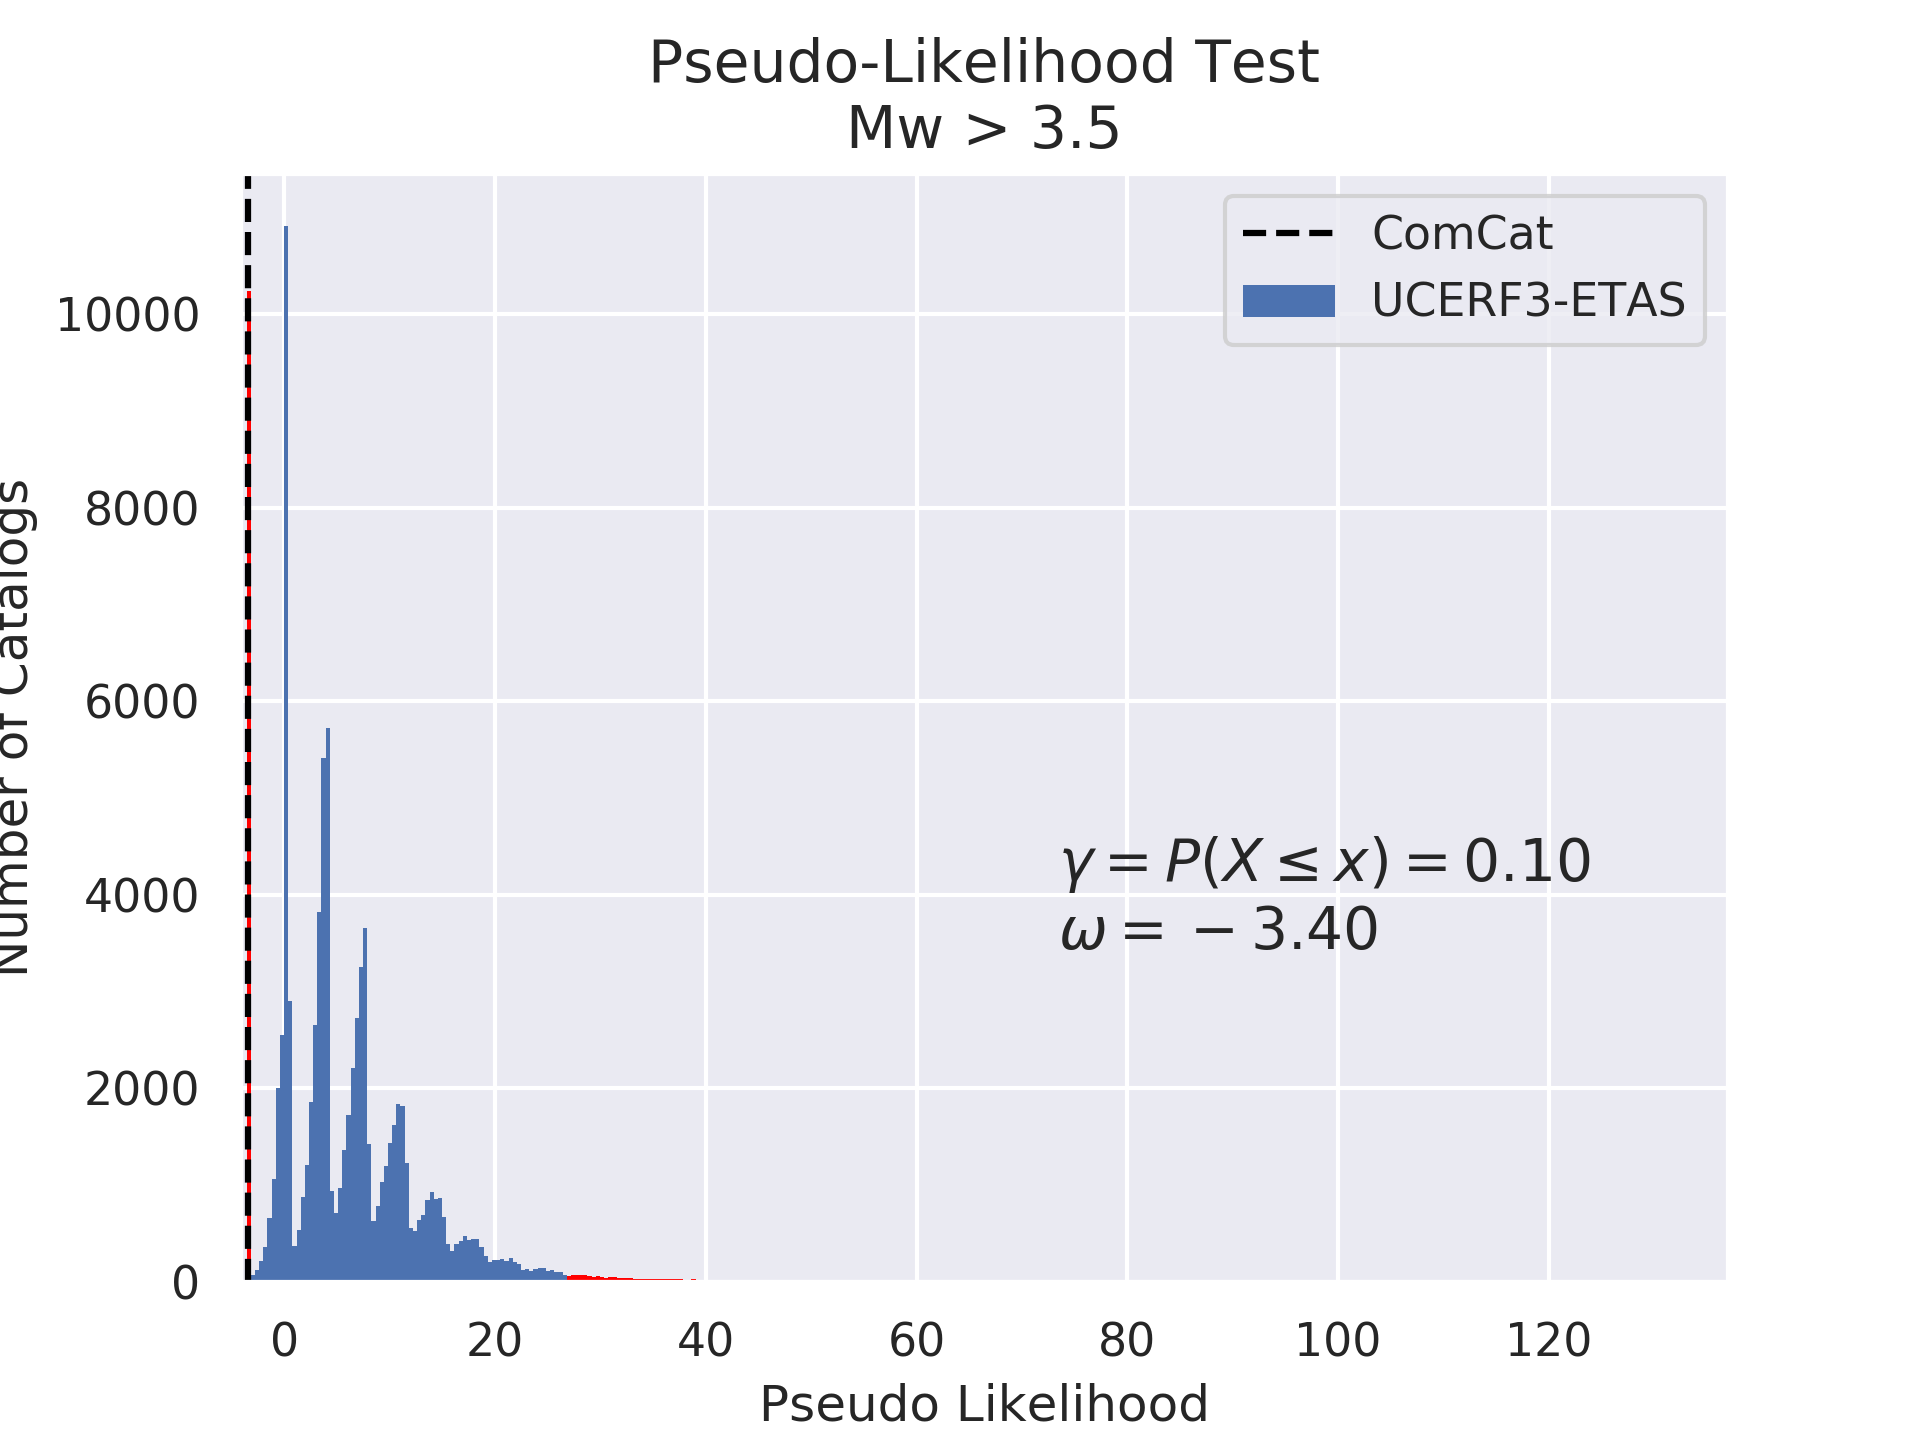 Pseudo-Likelihood Test
Mw > 3.5
ComCat
UCERF3-ETAS
10000
8000
6000
4000
2000
0
Number of Catalogs
γ = P(X ≤ x) = 0.10
ω = − 3.40
0 20 40 60 80 100 120
Pseudo Likelihood